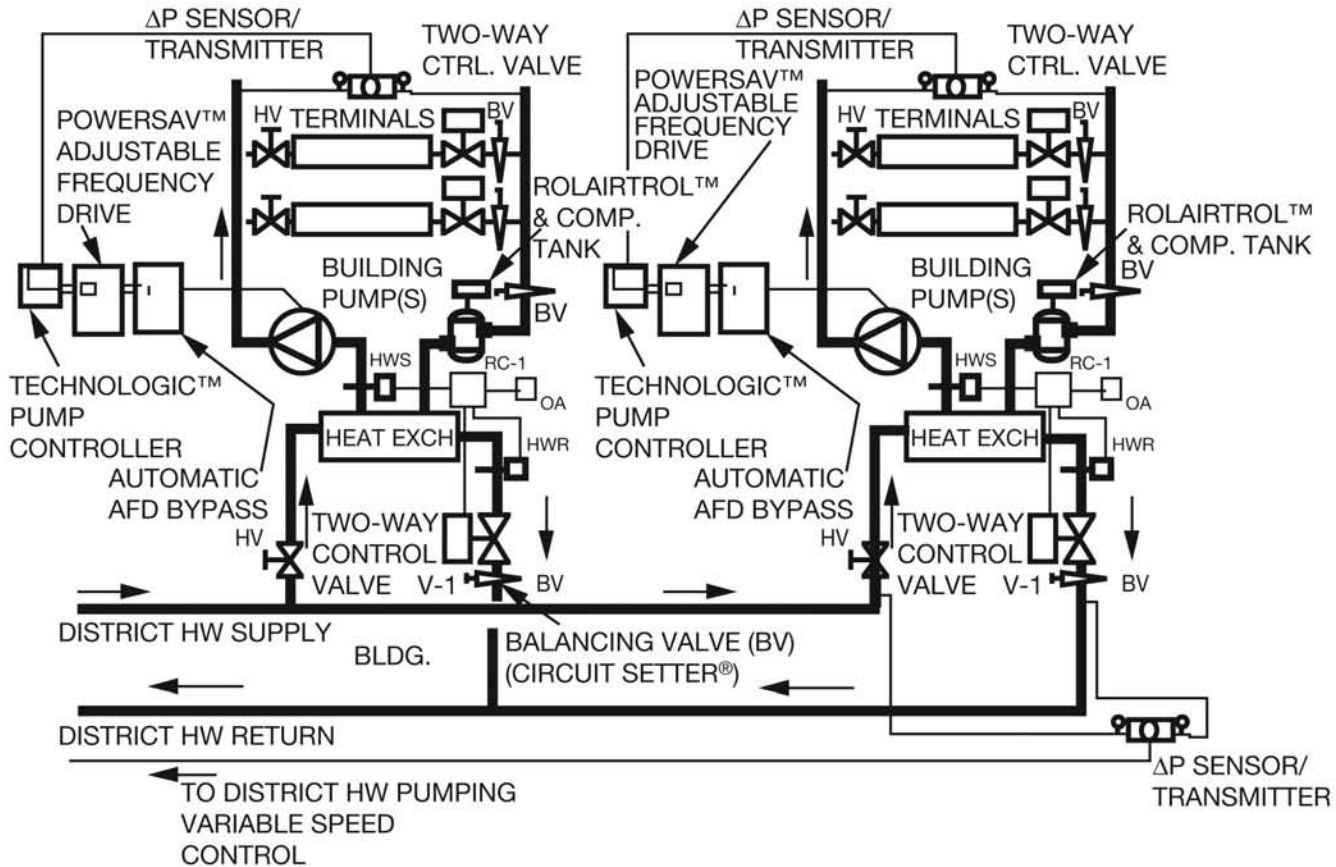 ΔP SENSOR/
TRANSMITTER
TWO-WAY
CTRL. VALVE
POWERSAV™
ADJUSTABLE
FREQUENCY
DRIVE
HV
TERMINALS
BV
ROLAIRTROL™
& COMP.
TANK
BUILDING
PUMP(S)
BV
HWS
RC-1
OA
TECHNOLOGIC™
PUMP
CONTROLLER
HEAT EXCH
HWR
AUTOMATIC
AFD BYPASS
HV
TWO-WAY
CONTROL
VALVE
V-1
BV
ΔP SENSOR/
TRANSMITTER
TWO-WAY
CTRL. VALVE
POWERSAV™
ADJUSTABLE
FREQUENCY
DRIVE
HV
TERMINALS
BV
ROLAIRTROL™
& COMP. TANK
BUILDING
PUMP(S)
BV
HWS
RC-1
OA
TECHNOLOGIC™
PUMP
CONTROLLER
HEAT EXCH
HWR
AUTOMATIC
AFD BYPASS
HV
TWO-WAY
CONTROL
VALVE
V-1
BV
DISTRICT HW SUPPLY
BLDG.
BALANCING VALVE (BV)
(CIRCUIT SETTER®)
DISTRICT HW RETURN
ΔP SENSOR/
TRANSMITTER
TO DISTRICT HW PUMPING
VARIABLE SPEED
CONTROL